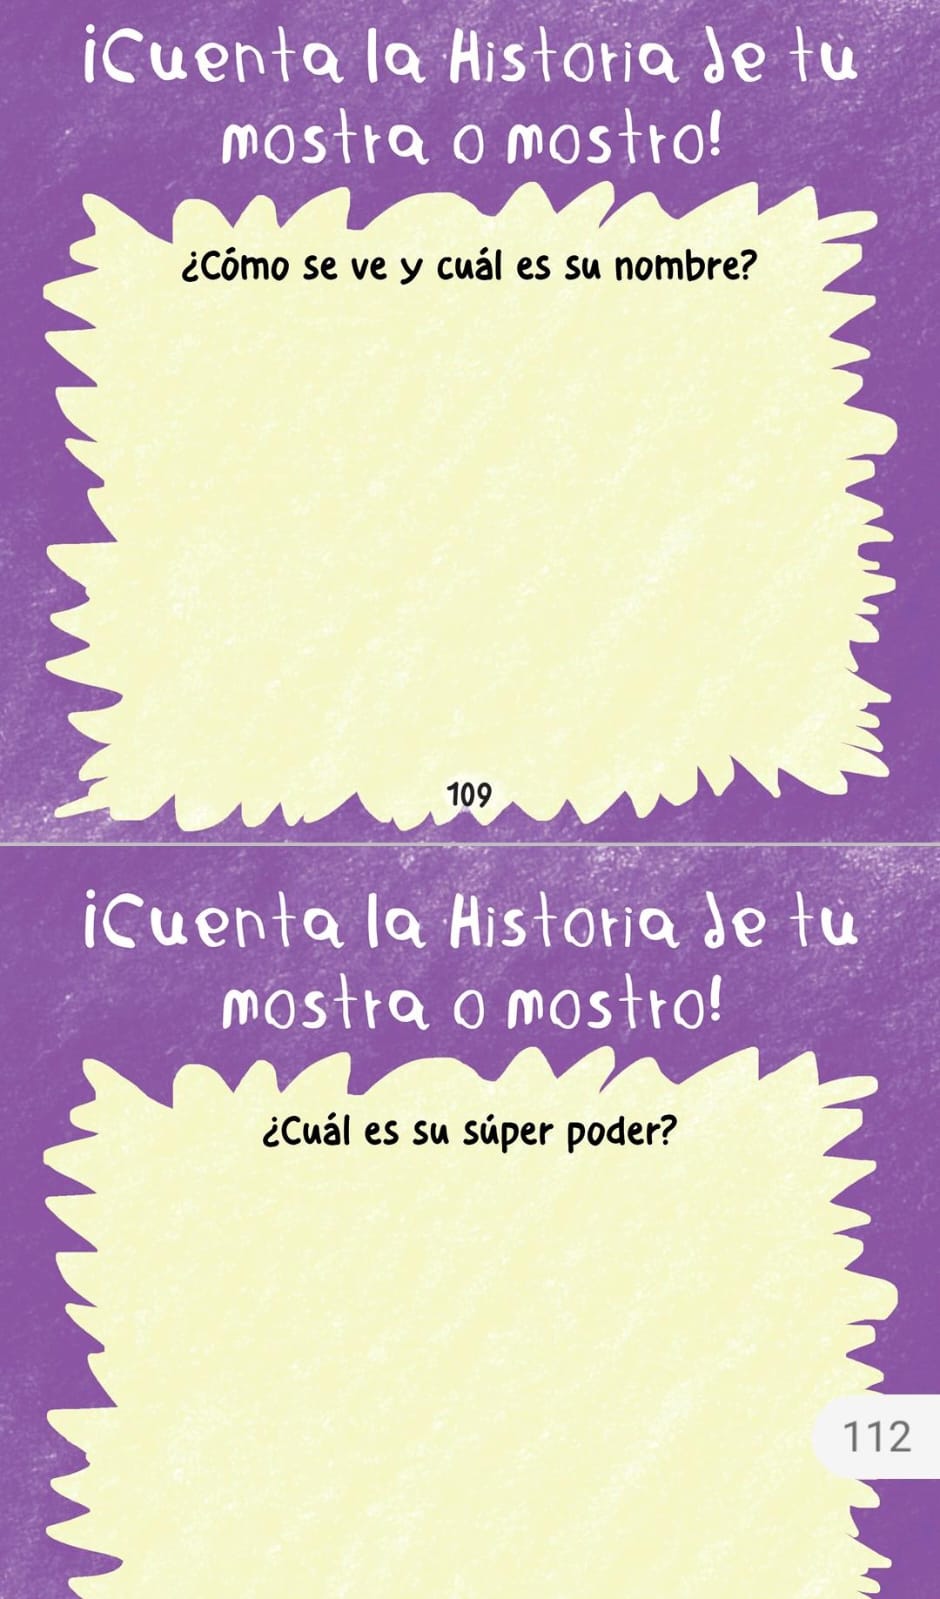 ¡Cuenta la Historia de tu
mostra o mostro!
¿Cómo se ve y cuál es su nombre?
109
¡Cuenta la Historia de tu
mostra o mostro!
¿Cuál es su súper poder?
112